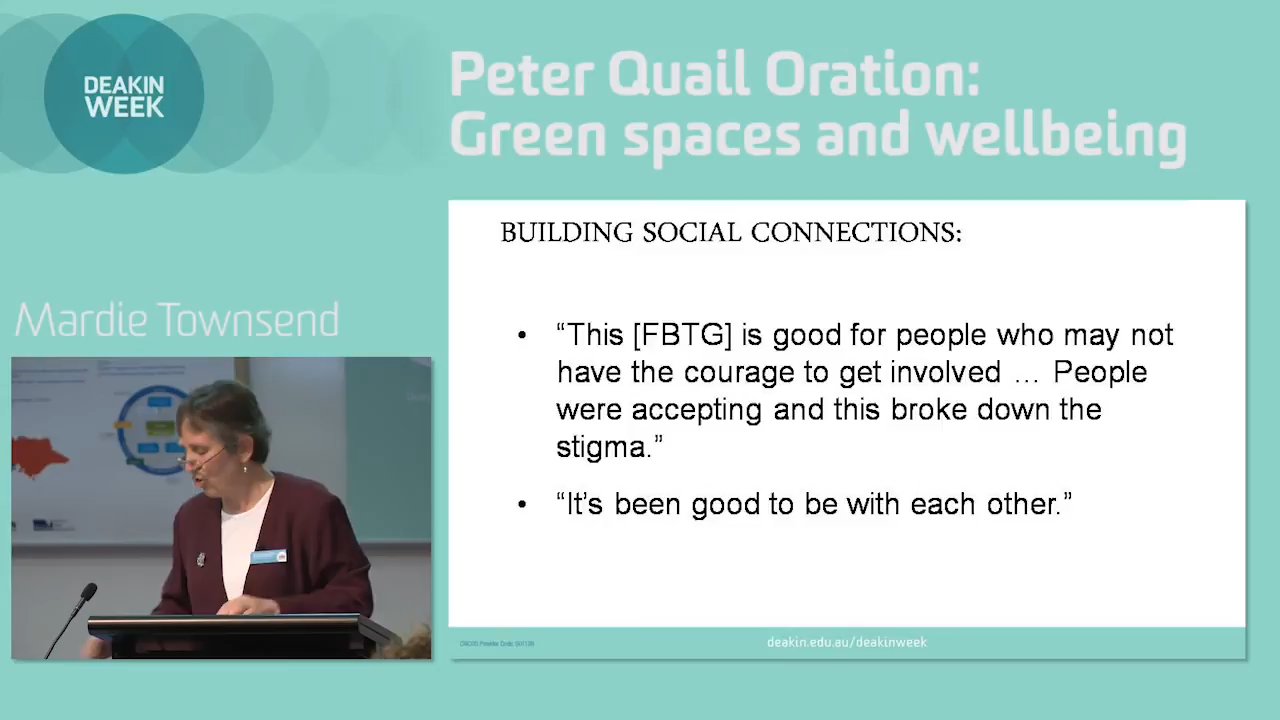 DEAKIN
WEEK
Peter Quail Oration:
Green spaces and wellbeing
Mardie Townsend
BUILDING SOCIAL CONNECTIONS:
• “This [FBTG] is good for people who may not
have the courage to get involved … People
were accepting and this broke down the
stigma.”
• “It’s been good to be with each other.”
deakin.edu.au/deakinweek